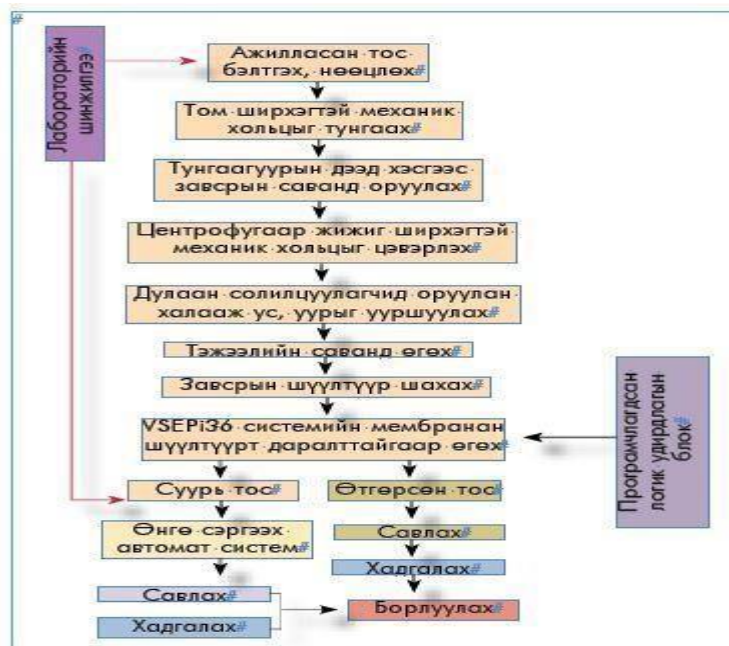 #
Лабораторийн
шинжилгээ#
Ажилласан·тос·
бэлтгэх,·нөөцлөх#
Том·ширхэгтэй·механик·
хольцыг·тунгаах#
Тунгаагуурын·дээд·хэсгээс·
завсрын·саванд·оруулах#
Центрофугаар·жижиг·ширхэгтэй·
механик·хольцыг·цэвэрлэх#
Дулаан·солилцуулагчид·оруулан·
халааж·ус,·уурыг·ууршуулах#
Тэжээлийн·саванд·өгөх#
Завсрын·шүүлтүүр·шахах#
VSEPi36·системийн·мембранан·
шүүлтүүрт·даралттайгаар·өгөх#
Програмчлагдсан·
логик·удирдлагын·
блок#
Суурь·тос#
Өтгөрсөн·тос#
Өнгө·сэргээх·
автомат·систем#
Савлах#
Хадгалах#
Савлах#
Хадгалах#
Борлуулах#